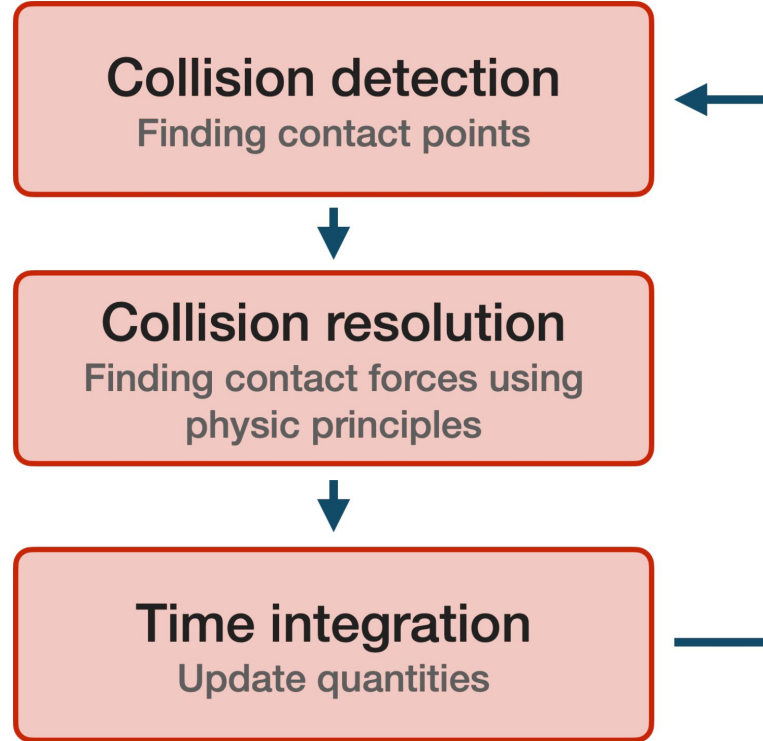 Collision detection
Finding contact points
Collision resolution
Finding contact forces using
physic principles
Time integration
Update quantities